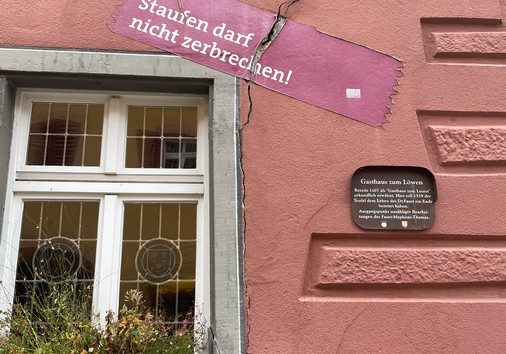 Staufen darf
nicht zerbrechen!
Gasthaus zum Löwen
Bereits 1407 als "Gasthaus zum Leuen"
urkundlich erwähnt. Hier soll 1539 der
Teufel dem Leben des Dr. Faust ein Ende
bereitet haben.
Ausgangspunkt unzähliger Bearbei-
tungen des Faust-Mephisto-Themas.